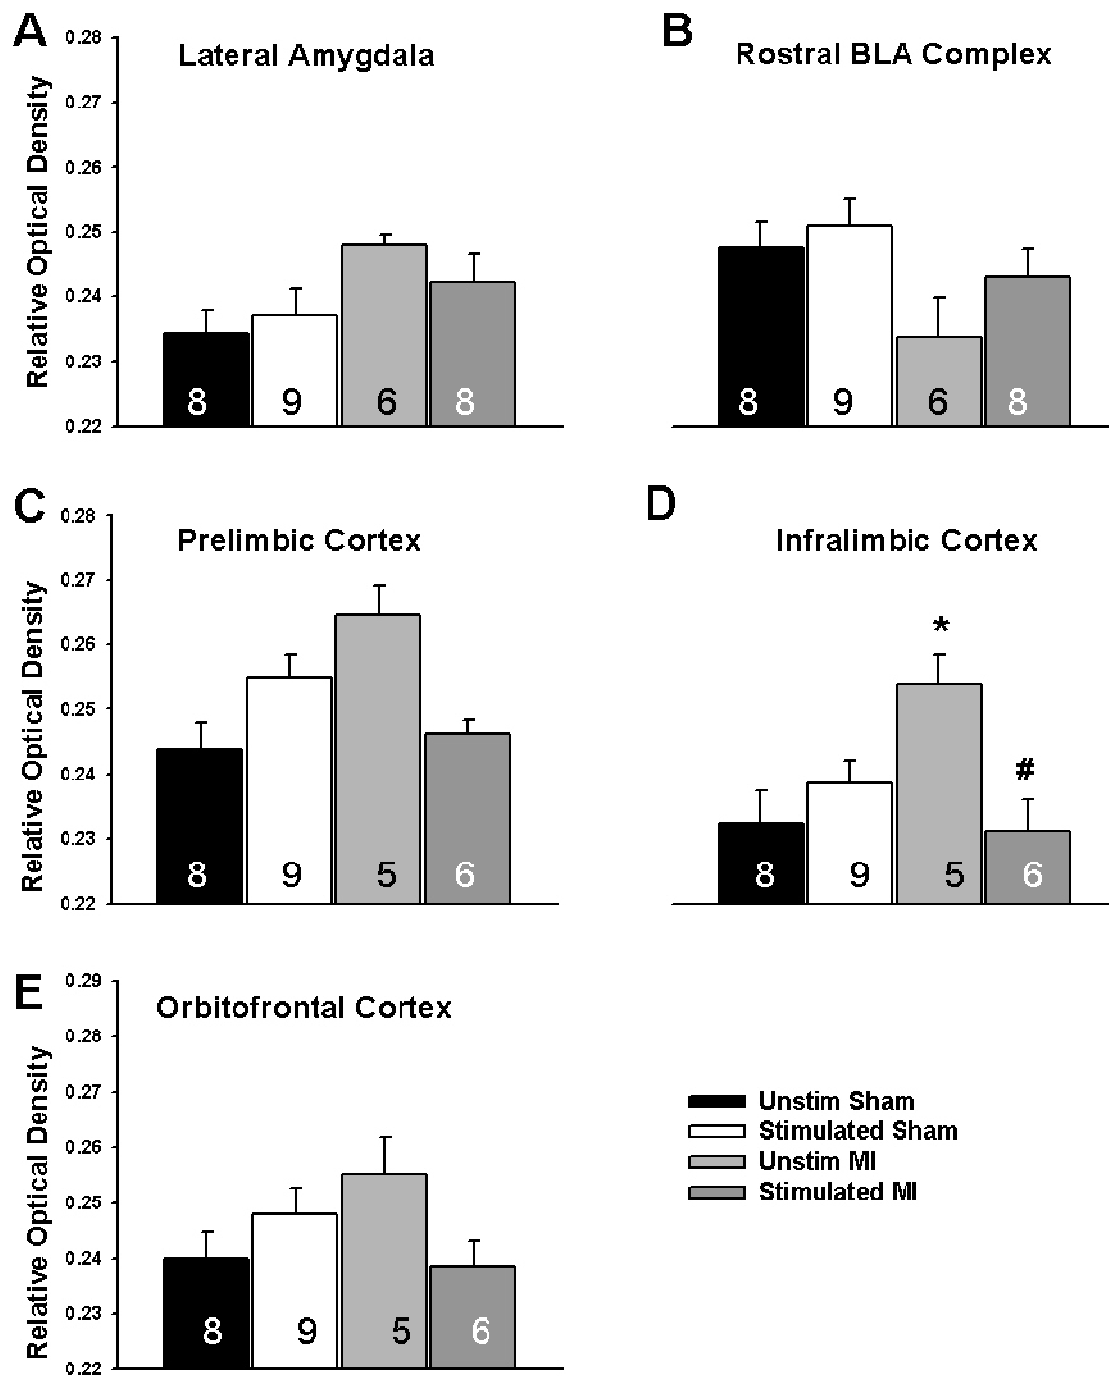 A
Lateral Amygdala
Relative Optical Density
0.28
0.27
0.26
0.25
0.24
0.23
0.22
8 9 6 8
B
Rostral BLA Complex
8 9 6 8
C
Prelimbic Cortex
Relative Optical Density
0.28
0.27
0.26
0.25
0.24
0.23
0.22
8 9 5 6
D
Infralimbic Cortex
*
#
8 9 5 6
E
Orbitofrontal Cortex
Relative Optical Density
0.29
0.28
0.27
0.26
0.25
0.24
0.23
0.22
8 9 5 6
Unstim Sham
Stimulated Sham
Unstim MI
Stimulated MI